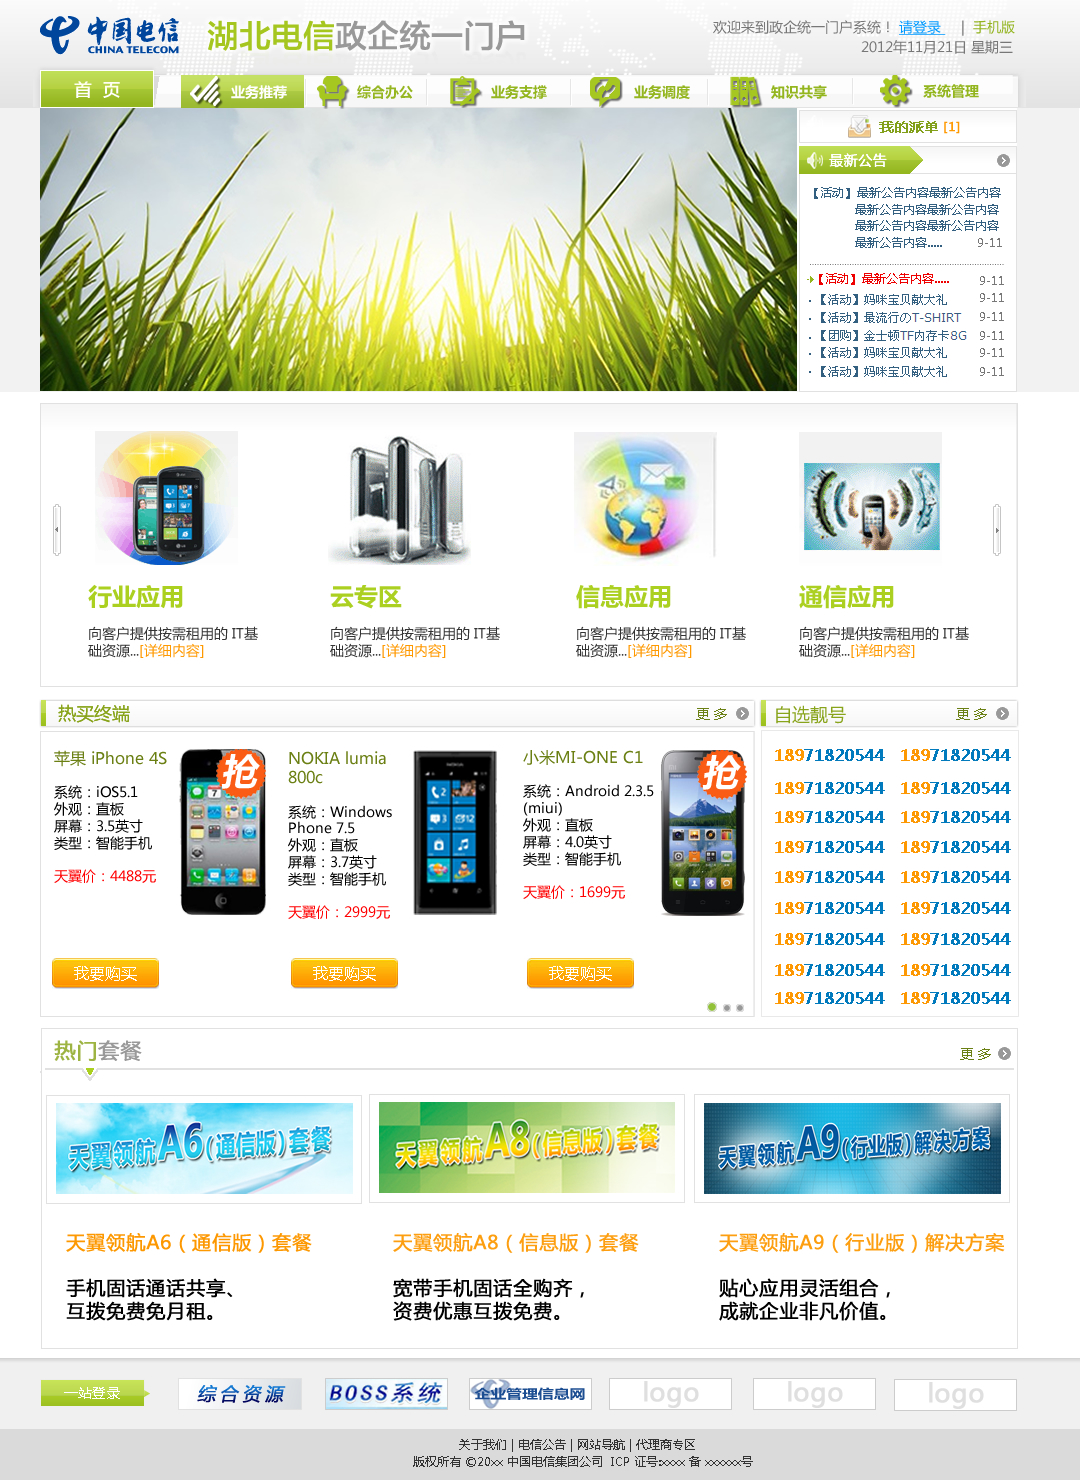 中国电信
CHINA TELECOM
湖北电信政企统一门户
欢迎来到政企统一门户系统！ 请登录 | 手机版
2012年11月21日 星期三
首 页 业务推荐 综合办公 业务支撑 业务调度 知识共享 系统管理
我的派单 [1]
最新公告
【活动】最新公告内容最新公告内容
最新公告内容最新公告内容
最新公告内容最新公告内容
最新公告内容..... 9-11
【活动】最新公告内容..... 9-11
· 【活动】妈咪宝贝献大礼 9-11
· 【活动】最流行のT-SHIRT 9-11
· 【团购】金士顿TF内存卡8G 9-11
· 【活动】妈咪宝贝献大礼 9-11
· 【活动】妈咪宝贝献大礼 9-11
行业应用 云专区 信息应用 通信应用
向客户提供按需租用的 IT基 向客户提供按需租用的 IT基 向客户提供按需租用的 IT基 向客户提供按需租用的 IT基
础资源...[详细内容] 础资源...[详细内容] 础资源...[详细内容] 础资源...[详细内容]
热买终端 更 多
苹果 iPhone 4S
系统：iOS5.1
外观：直板
屏幕：3.5英寸
类型：智能手机
天翼价：4488元
抢
我要购买
NOKIA lumia
800c
系统：Windows
Phone 7.5
外观：直板
屏幕：3.7英寸
类型：智能手机
天翼价：2999元
我要购买
小米MI-ONE C1
系统：Android 2.3.5
(miui)
外观：直板
屏幕：4.0英寸
类型：智能手机
天翼价：1699元
抢
我要购买
自选靓号 更 多
18971820544 18971820544
18971820544 18971820544
18971820544 18971820544
18971820544 18971820544
18971820544 18971820544
18971820544 18971820544
18971820544 18971820544
18971820544 18971820544
18971820544 18971820544
热门套餐 更 多
天翼领航A6(通信版)套餐 天翼领航A8(信息版)套餐 天翼领航A9(行业版)解决方案
天翼领航A6（通信版）套餐 天翼领航A8（信息版）套餐 天翼领航A9（行业版）解决方案
手机固话通话共享、 宽带手机固话全购齐， 贴心应用灵活组合，
互拨免费免月租。 资费优惠互拨免费。 成就企业非凡价值。
一站登录 综合资源 BOSS系统 企业管理信息网 logo logo logo
关于我们 | 电信公告 | 网站导航 | 代理商专区
版权所有 ©20xx 中国电信集团公司 ICP 证号:xxxx 备 xxxxxx号